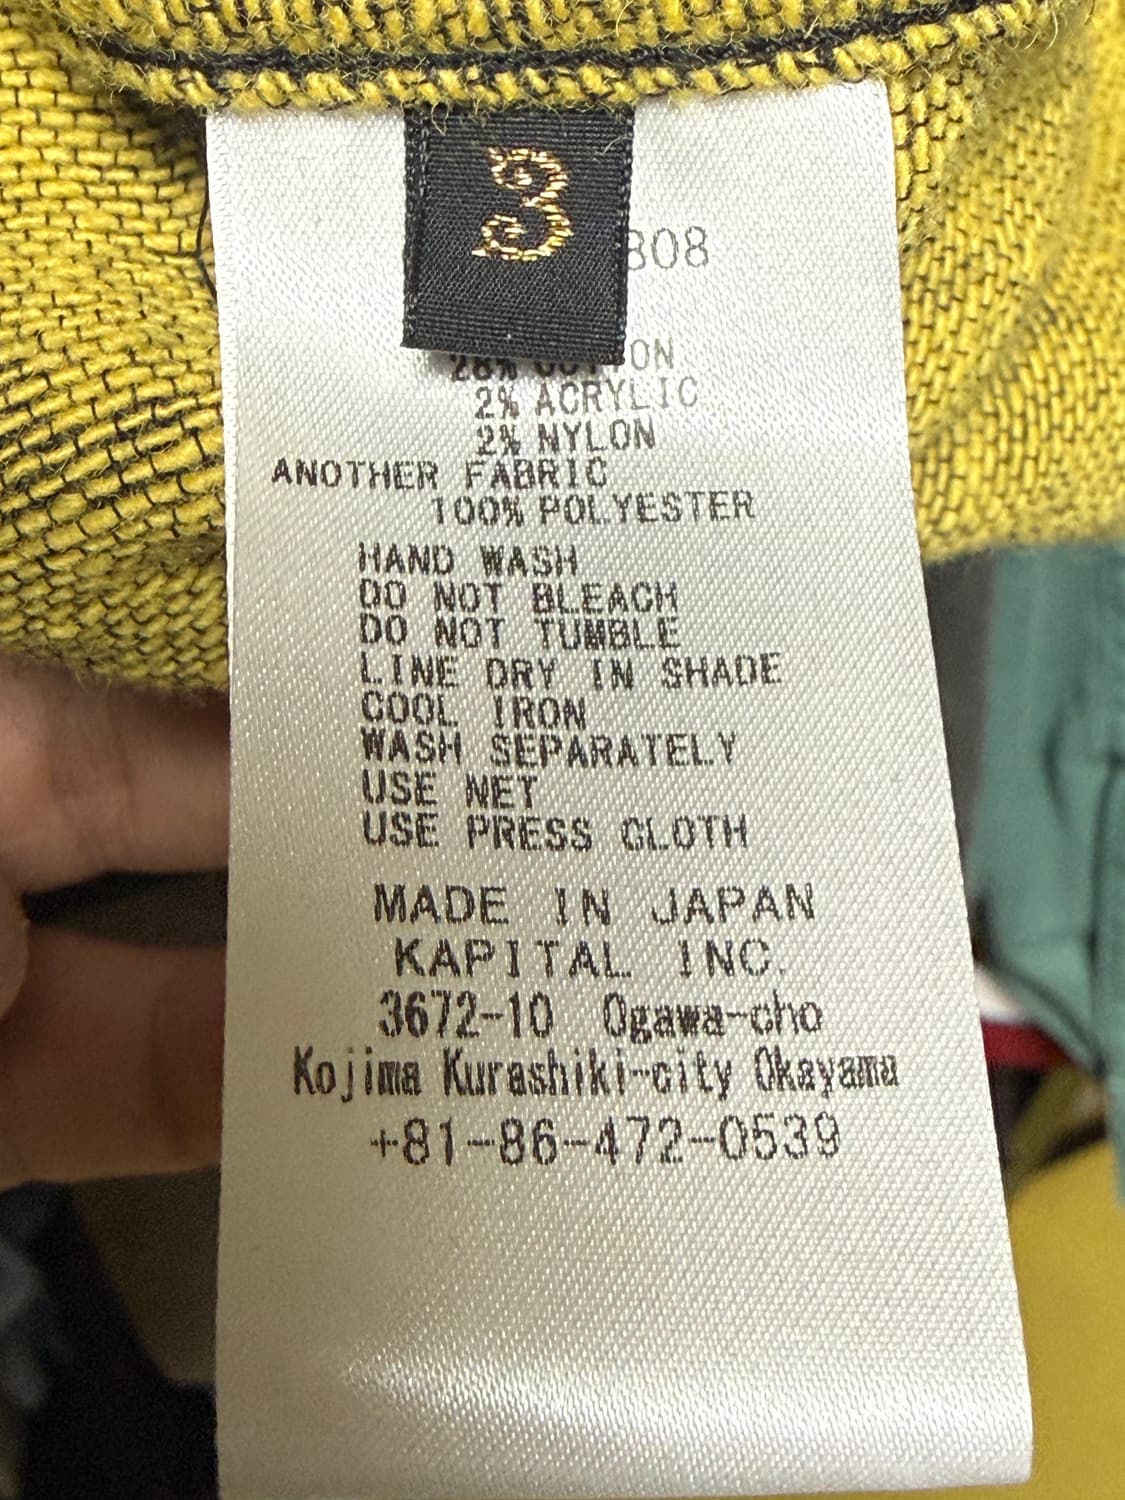 3
808
28% COTTON
2% ACRYLIC
2% NYLON
ANOTHER FABRIC
100% POLYESTER
HAND WASH
DO NOT BLEACH
DO NOT TUMBLE
LINE DRY IN SHADE
COOL IRON
WASH SEPARATELY
USE NET
USE PRESS CLOTH
MADE IN JAPAN
KAPITAL INC.
3672-10 Ogawa-cho
Kojima Kurashiki-city Okayama
+81-86-472-0539